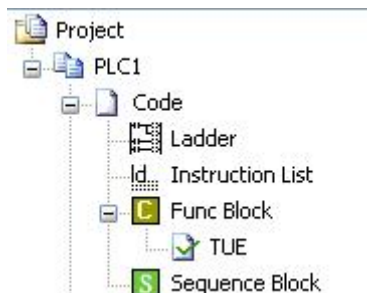 Project
PLC1
Code
Ladder
Instruction List
C Func Block
TUE
S Sequence Block